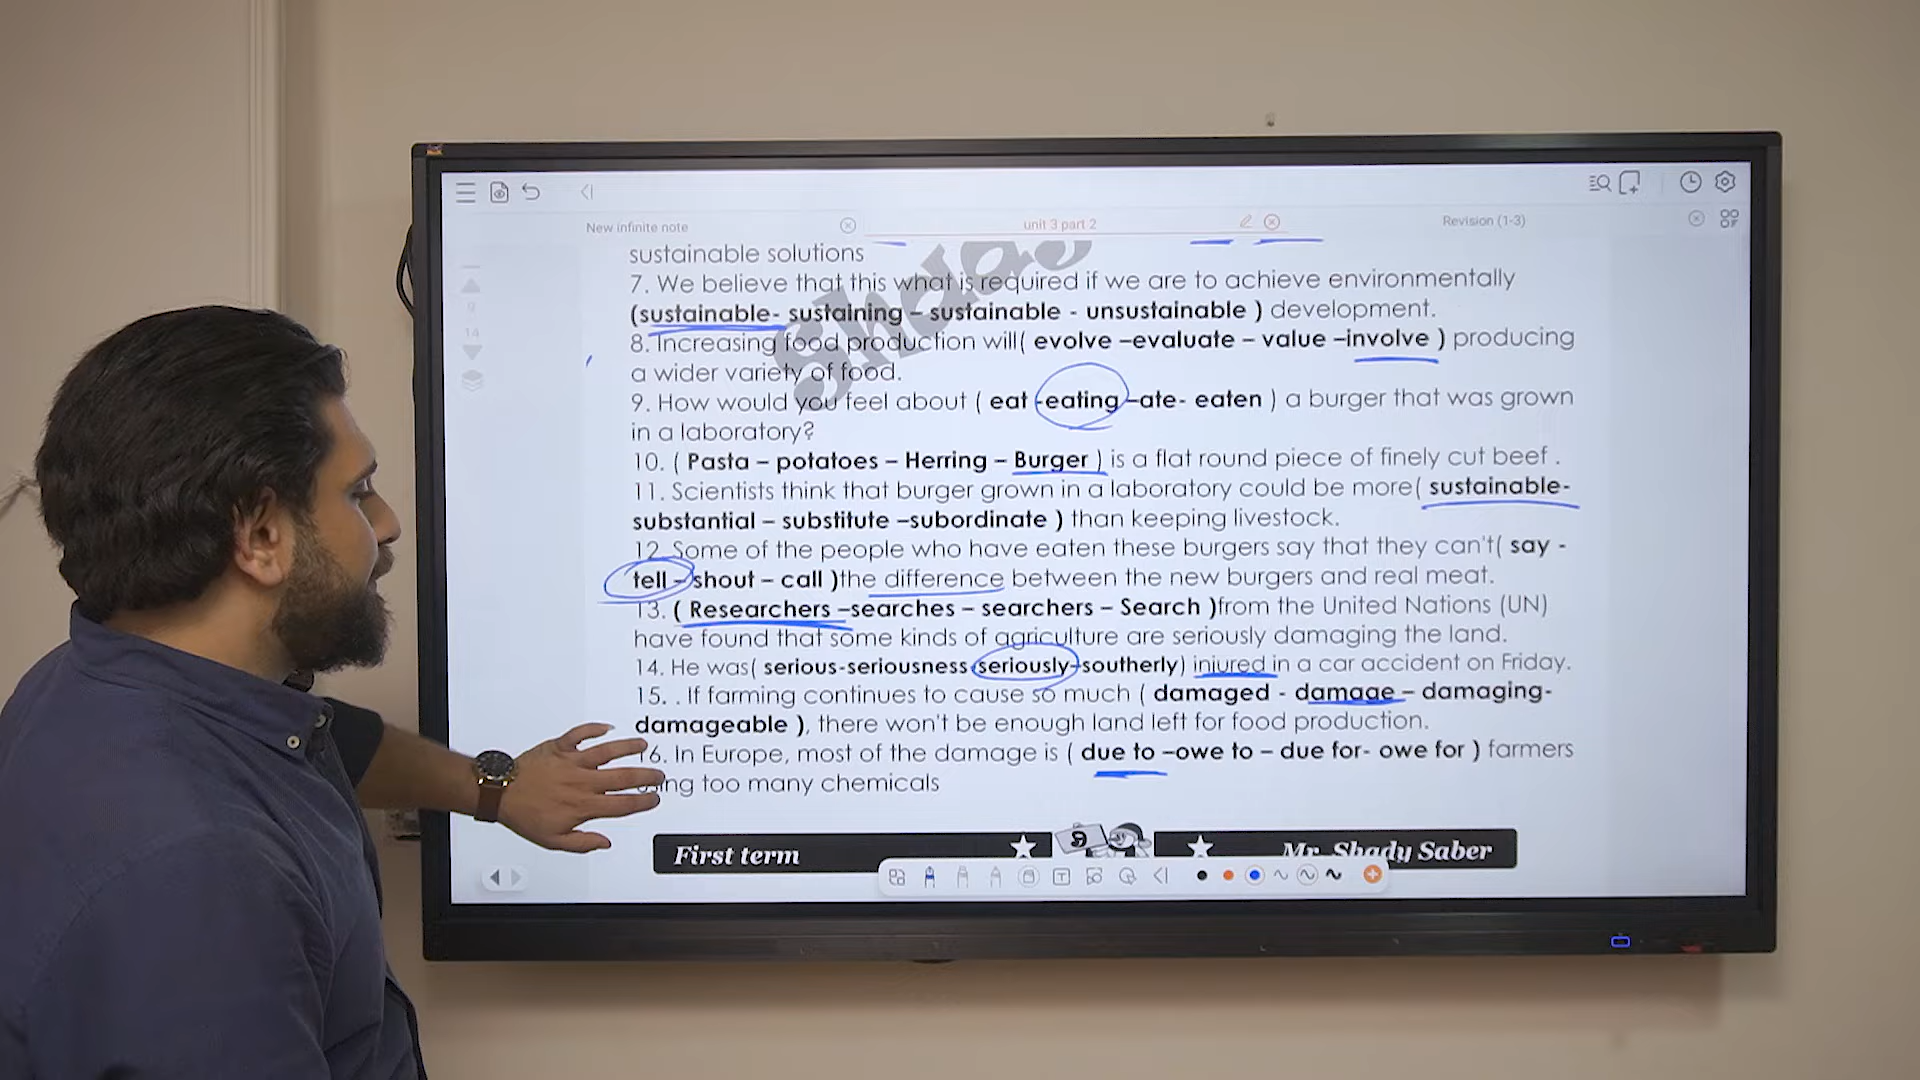 New infinite note
unit 3 part 2
Revision (1-3)
sustainable solutions
7. We believe that this what is required if we are to achieve environmentally
(sustainable- sustaining – sustainable - unsustainable ) development.
8. Increasing food production will( evolve –evaluate – value –involve ) producing
a wider variety of food.
9. How would you feel about ( eat -eating –ate- eaten ) a burger that was grown
in a laboratory?
10. ( Pasta – potatoes – Herring – Burger ) is a flat round piece of finely cut beef .
11. Scientists think that burger grown in a laboratory could be more( sustainable-
substantial – substitute –subordinate ) than keeping livestock.
12. Some of the people who have eaten these burgers say that they can't( say -
tell – shout – call )the difference between the new burgers and real meat.
13. ( Researchers –searches – searchers – Search )from the United Nations (UN)
have found that some kinds of agriculture are seriously damaging the land.
14. He was( serious-seriousness-seriously-southerly) injured in a car accident on Friday.
15. . If farming continues to cause so much ( damaged - damage – damaging-
damageable ), there won't be enough land left for food production.
16. In Europe, most of the damage is ( due to –owe to – due for- owe for ) farmers
using too many chemicals
First term
9
Mr. Shady Saber
9
14
Shady